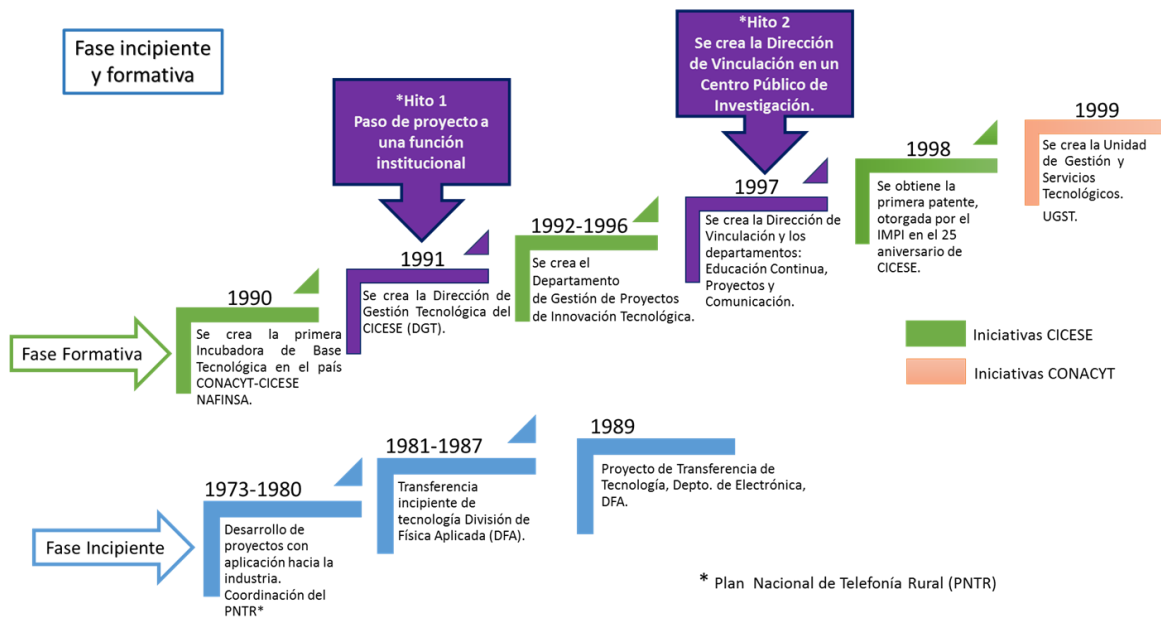 Fase incipiente
y formativa
*Hito 1
Paso de proyecto a
una función
institucional
*Hito 2
Se crea la Dirección
de Vinculación en un
Centro Público de
Investigación.
Fase Formativa
1990
Se crea la primera
Incubadora de Base
Tecnológica en el país
CONACYT-CICESE
NAFINSA.
1991
Se crea la Dirección de
Gestión Tecnológica del
CICESE (DGT).
1992-1996
Se crea el
Departamento
de Gestión de Proyectos
de Innovación Tecnológica.
1997
Se crea la Dirección de
Vinculación y los
departamentos:
Educación Continua,
Proyectos y
Comunicación.
1998
Se obtiene la
primera patente,
otorgada por el
IMPI en el 25
aniversario de
CICESE.
1999
Se crea la Unidad
de Gestión y
Servicios
Tecnológicos.
UGST.
Iniciativas CICESE
Iniciativas CONACYT
Fase Incipiente
1973-1980
Desarrollo de
proyectos con
aplicación hacia la
industria.
Coordinación del
PNTR*
1981-1987
Transferencia
incipiente de
tecnología División de
Física Aplicada (DFA).
1989
Proyecto de Transferencia de
Tecnología, Depto. de Electrónica,
DFA.
* Plan Nacional de Telefonía Rural (PNTR)